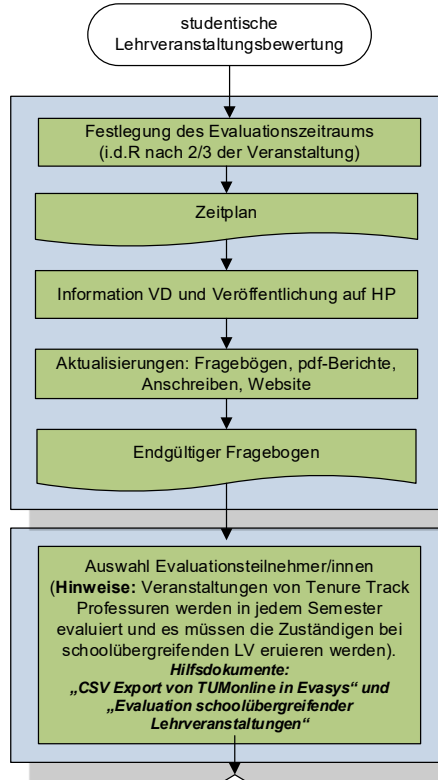 studentische
Lehrveranstaltungsbewertung
Festlegung des Evaluationszeitraums
(i.d.R nach 2/3 der Veranstaltung)
Zeitplan
Information VD und Veröffentlichung auf HP
Aktualisierungen: Fragebögen, pdf-Berichte,
Anschreiben, Website
Endgültiger Fragebogen
Auswahl Evaluationsteilnehmer/innen
(Hinweise: Veranstaltungen von Tenure Track
Professuren werden in jedem Semester
evaluiert und es müssen die Zuständigen bei
schoolübergreifenden LV eruieren werden).
Hilfsdokumente:
„CSV Export von TUMonline in Evasys“ und
„Evaluation schoolübergreifender
Lehrveranstaltungen“